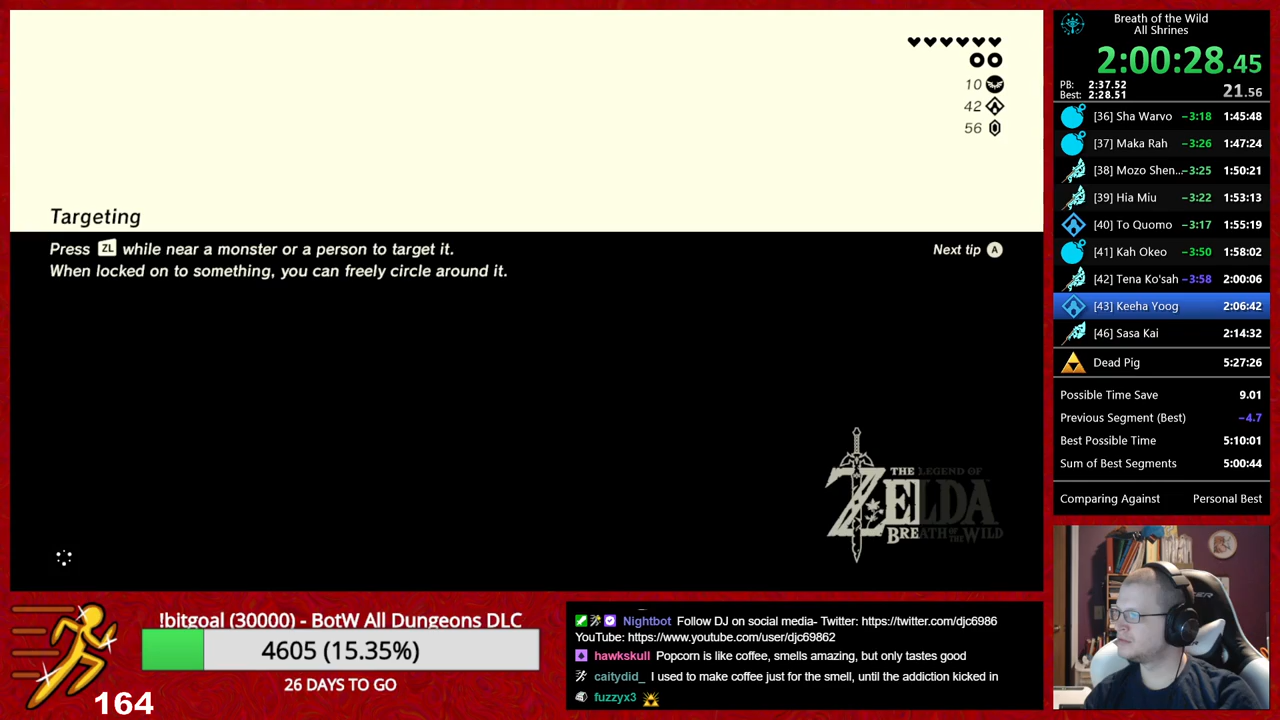 10
42
56
Targeting
Press ZL while near a monster or a person to target it.
When locked on to something, you can freely circle around it.
Next tip A
THE LEGEND OF
ZELDA
BREATH OF THE WILD
Breath of the Wild
All Shrines
2:00:28.45
PB: 2:37.52
Best: 2:28.51
21.56
[36] Sha Warvo -3:18 1:45:48
[37] Maka Rah -3:26 1:47:24
[38] Mozo Shen... -3:25 1:50:21
[39] Hia Miu -3:22 1:53:13
[40] To Quomo -3:17 1:55:19
[41] Kah Okeo -3:50 1:58:02
[42] Tena Ko'sah -3:58 2:00:06
[43] Keeha Yoog 2:06:42
[46] Sasa Kai 2:14:32
Dead Pig 5:27:26
Possible Time Save 9.01
Previous Segment (Best) -4.7
Best Possible Time 5:10:01
Sum of Best Segments 5:00:44
Comparing Against Personal Best
164
!bitgoal (30000) - BotW All Dungeons DLC
4605 (15.35%)
26 DAYS TO GO
Nightbot Follow DJ on social media- Twitter: https://twitter.com/djc6986
YouTube: https://www.youtube.com/user/djc69862
hawkskull Popcorn is like coffee, smells amazing, but only tastes good
caitydid_ I used to make coffee just for the smell, until the addiction kicked in
fuzzyx3